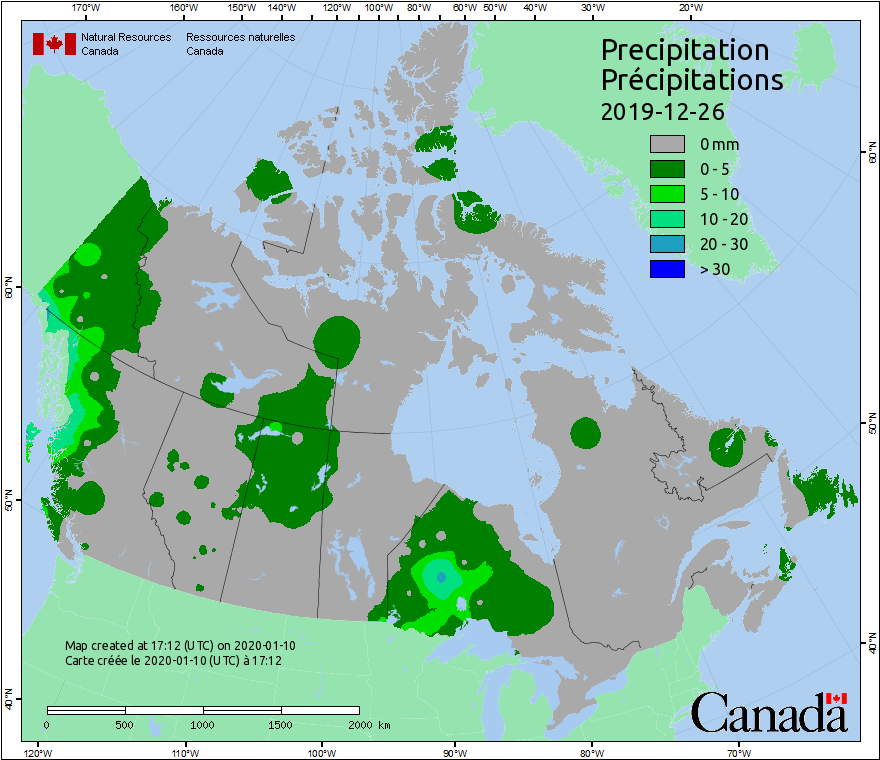 170°W 160°W 150°W 140°W 130°W 120°W 110°W 100°W 90°W 80°W 60°W 50°W 40°W 30°W 20°W
Natural Resources Ressources naturelles
Canada Canada
Precipitation
Précipitations
2019-12-26
0 mm
0 - 5
5 - 10
10 - 20
20 - 30
> 30
60°N
60°N
50°N
50°N
40°N
40°N
Map created at 17:12 (UTC) on 2020-01-10
Carte créée le 2020-01-10 (UTC) à 17:12
0 500 1000 1500 2000 km
Canada
120°W 110°W 100°W 90°W 80°W 70°W